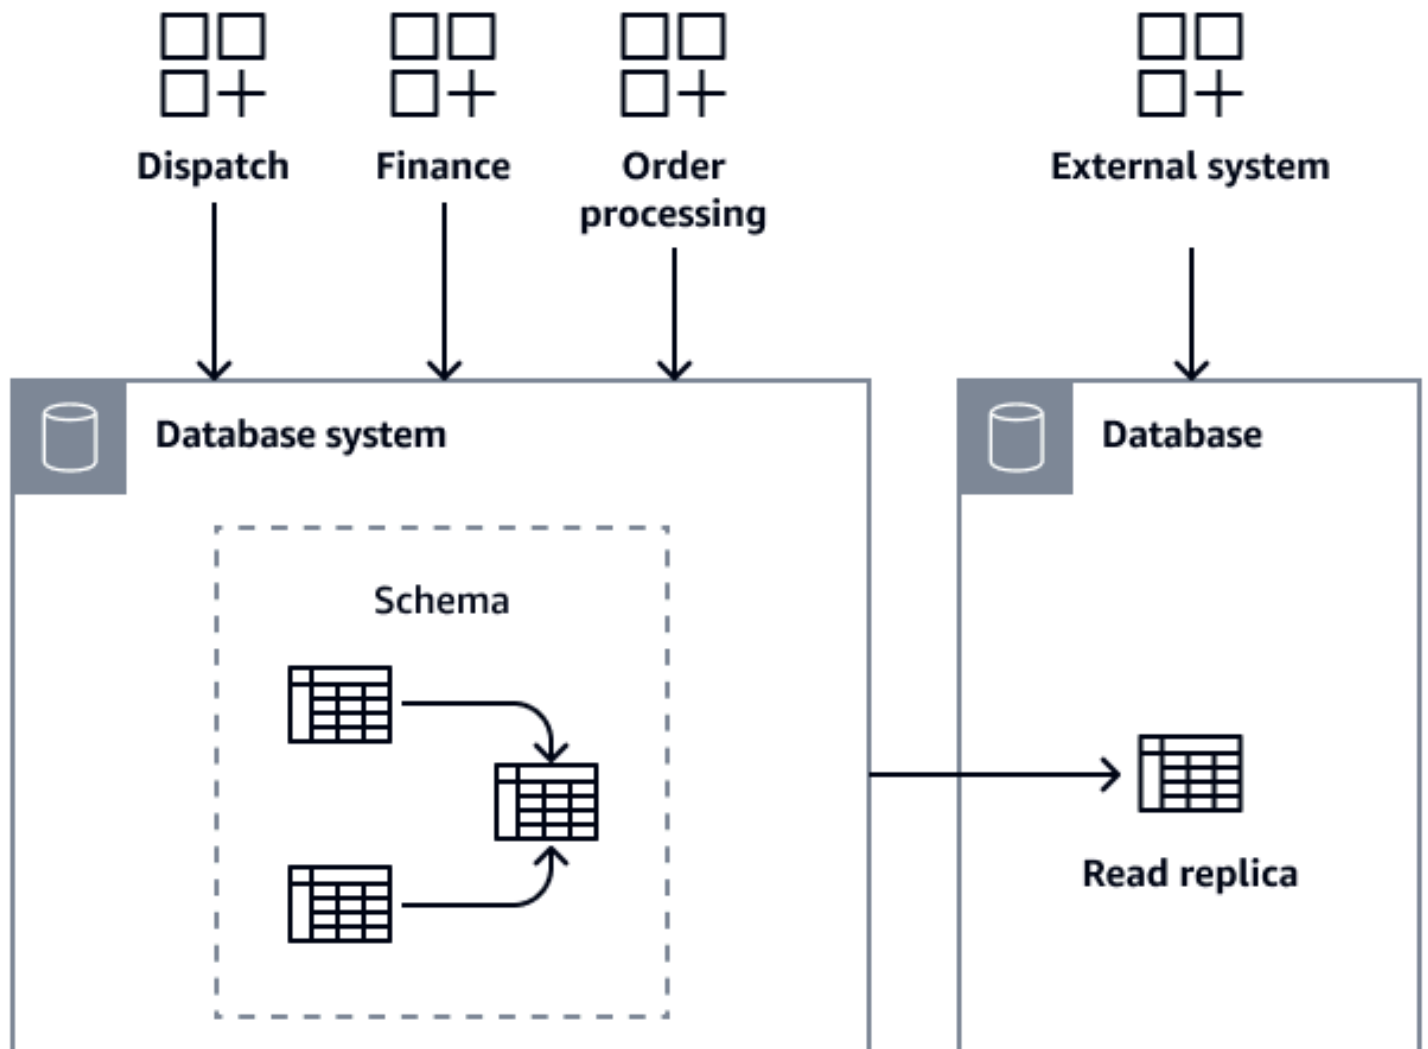 Dispatch
Finance
Order
processing
External system
Database system
Database
Schema
Read replica